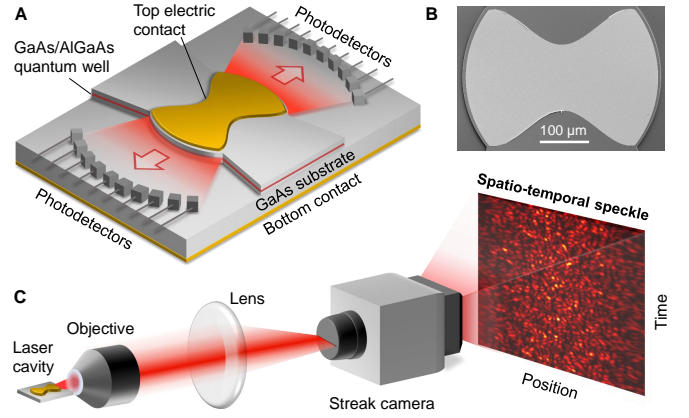 A
Top electric
contact
Photodetectors
GaAs/AlGaAs
quantum well
Photodetectors
GaAs substrate
Bottom contact
B
100 µm
C
Laser
cavity
Objective
Lens
Streak camera
Spatio-temporal speckle
Time
Position